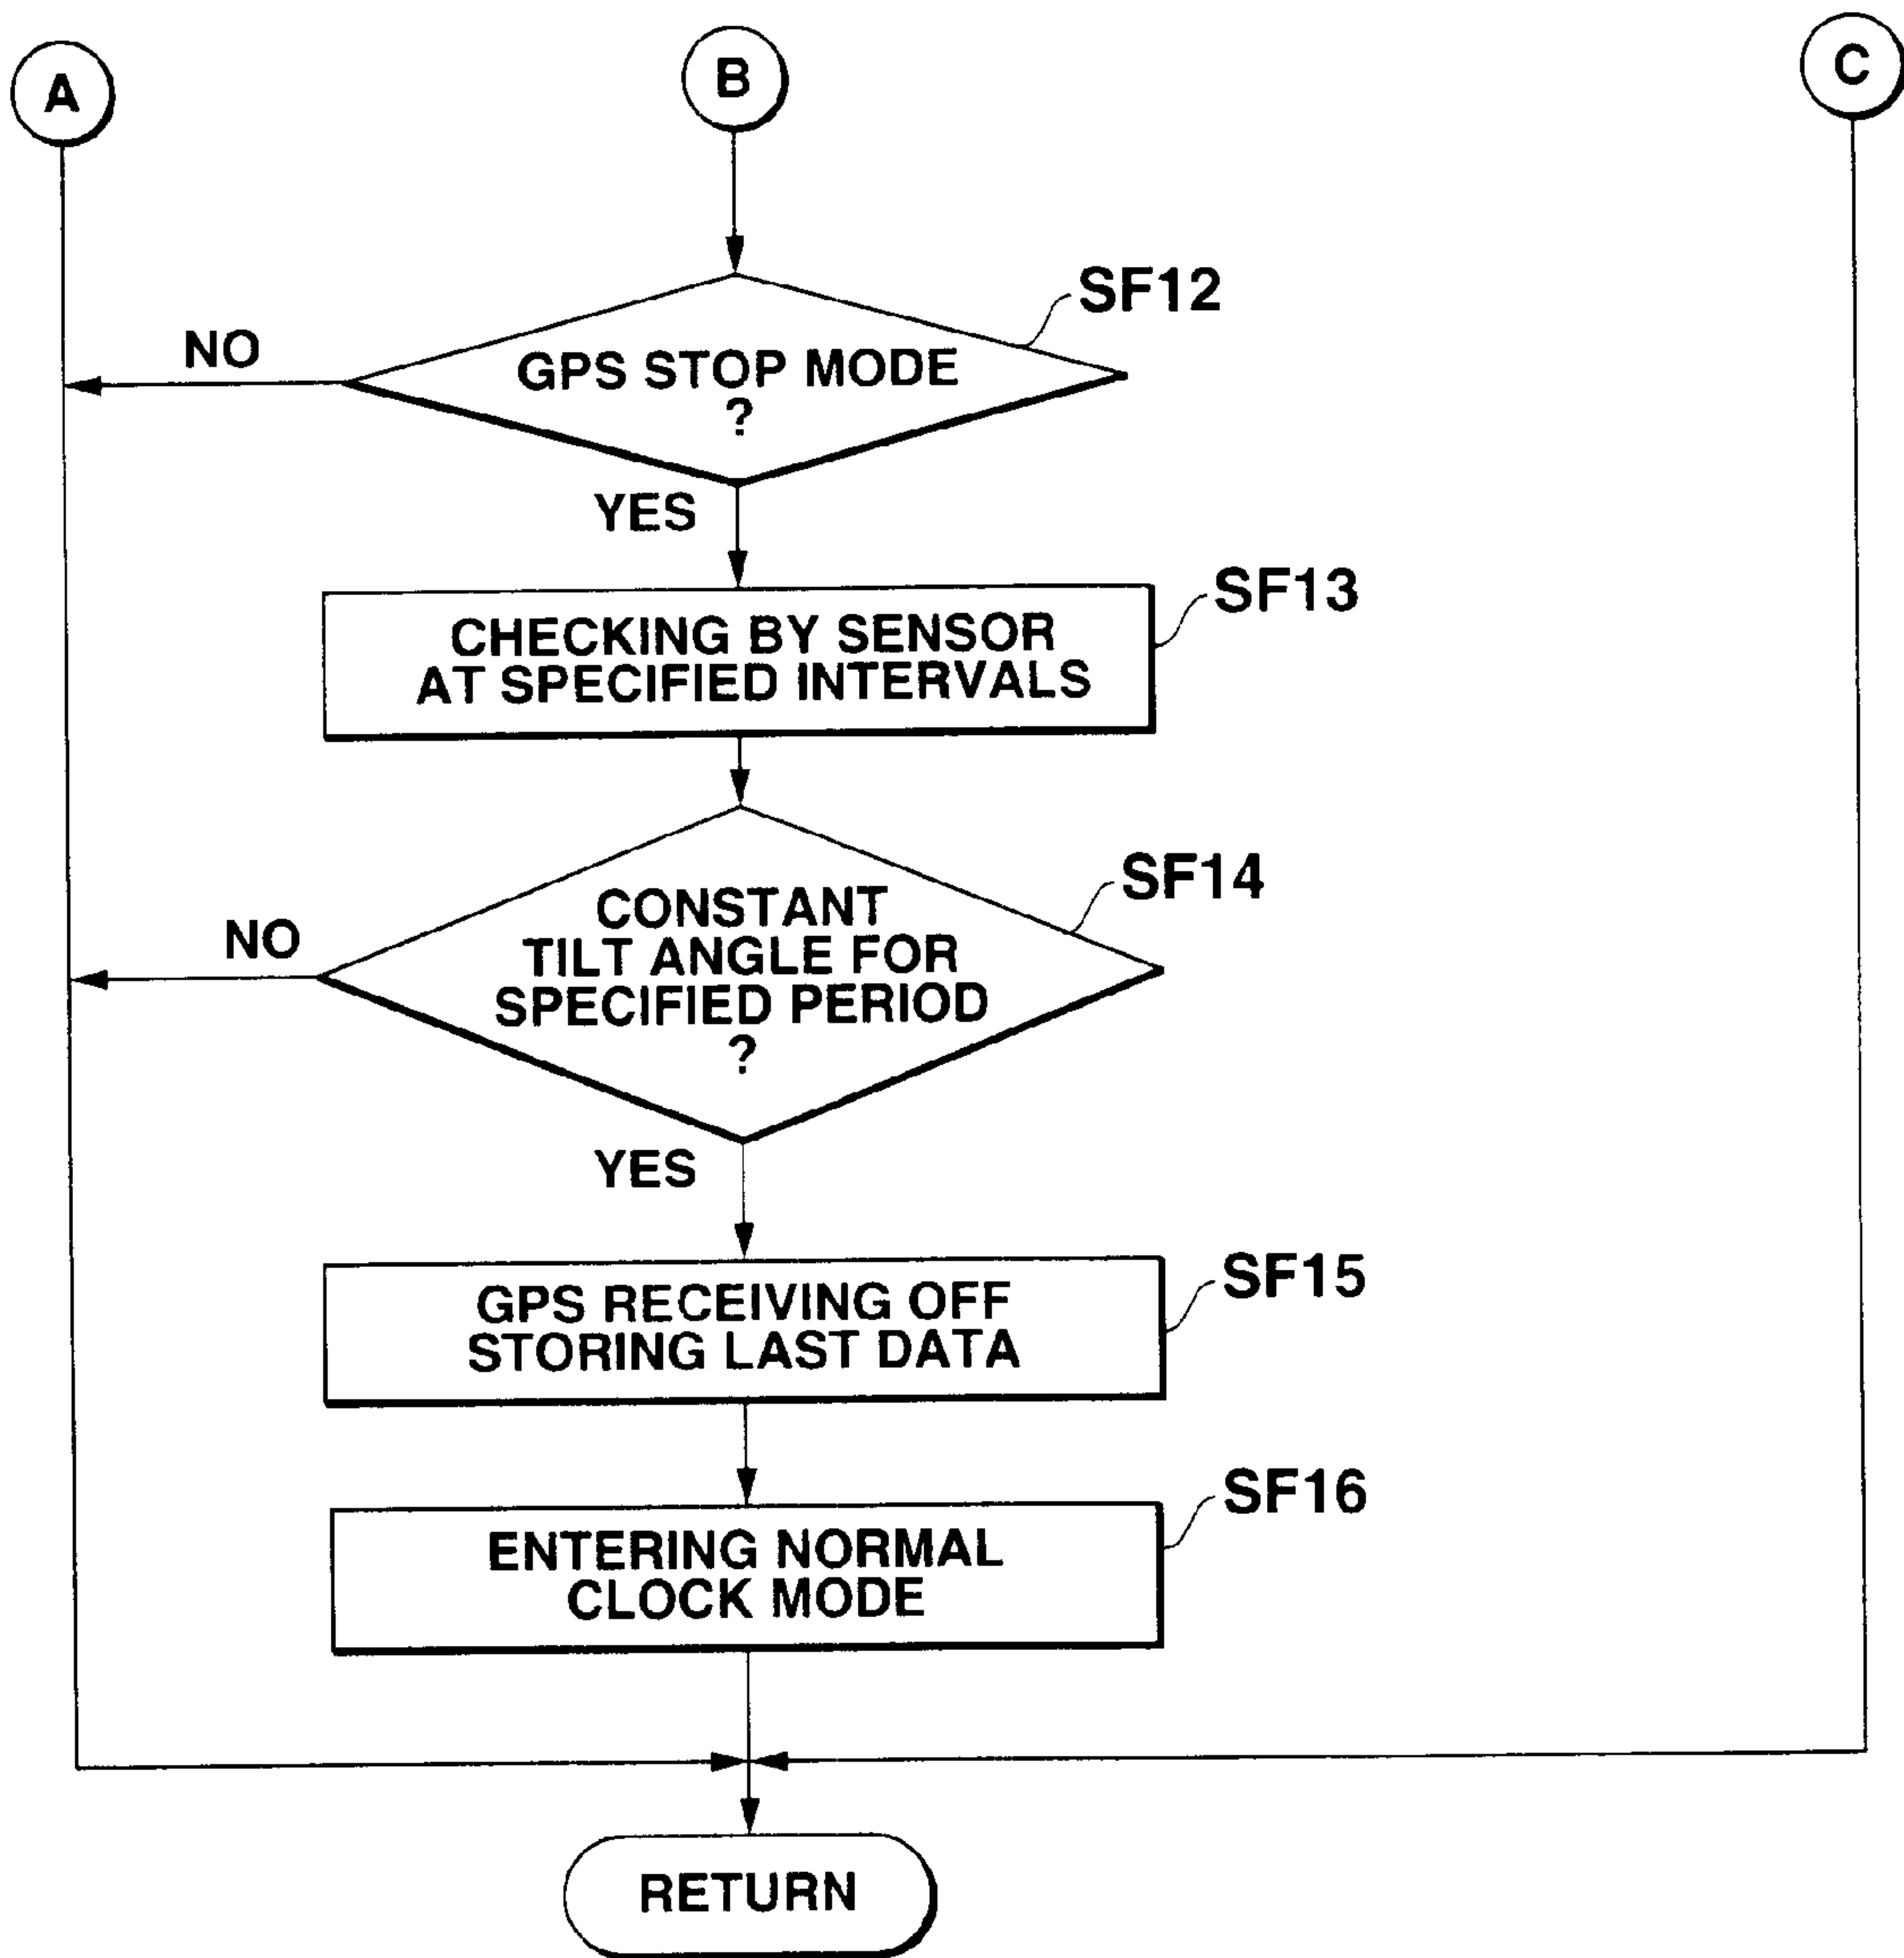 A
B
C
SF12
NO
GPS STOP MODE
?
YES
SF13
CHECKING BY SENSOR
AT SPECIFIED INTERVALS
SF14
NO
CONSTANT
TILT ANGLE FOR
SPECIFIED PERIOD
?
YES
SF15
GPS RECEIVING OFF
STORING LAST DATA
SF16
ENTERING NORMAL
CLOCK MODE
RETURN